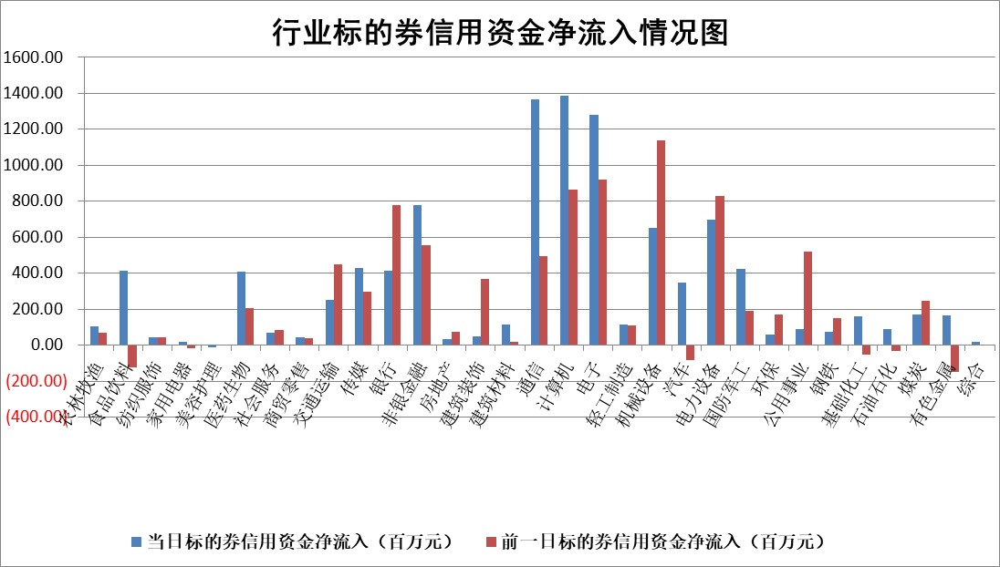 行业标的券信用资金净流入情况图
1600.00
1400.00
1200.00
1000.00
800.00
600.00
400.00
200.00
0.00
(200.00)
(400.00)
农林牧渔
食品饮料
纺织服饰
家用电器
美容护理
医药生物
社会服务
商贸零售
交通运输
传媒
银行
非银金融
房地产
建筑装饰
建筑材料
通信
计算机
电子
轻工制造
机械设备
汽车
电力设备
国防军工
环保
公用事业
钢铁
基础化工
石油石化
煤炭
有色金属
综合
当日标的券信用资金净流入（百万元）
前一日标的券信用资金净流入（百万元）